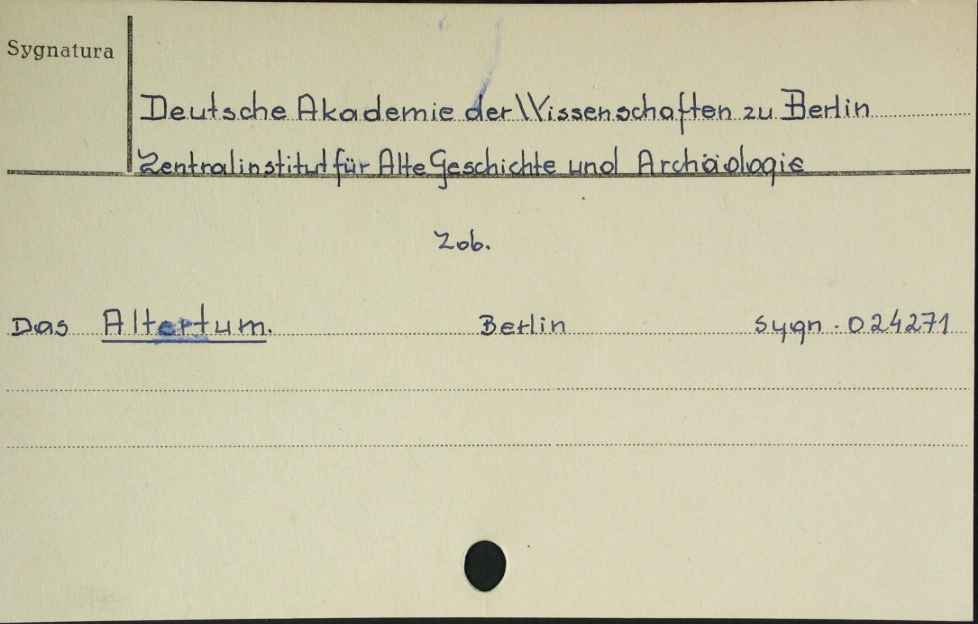 Sygnatura
Deutsche Akademie der Wissenschaften zu Berlin
Zentralinstitut für Alte Geschichte und Archäologie
Zob.
Das Altertum. Berlin sygn. 024271